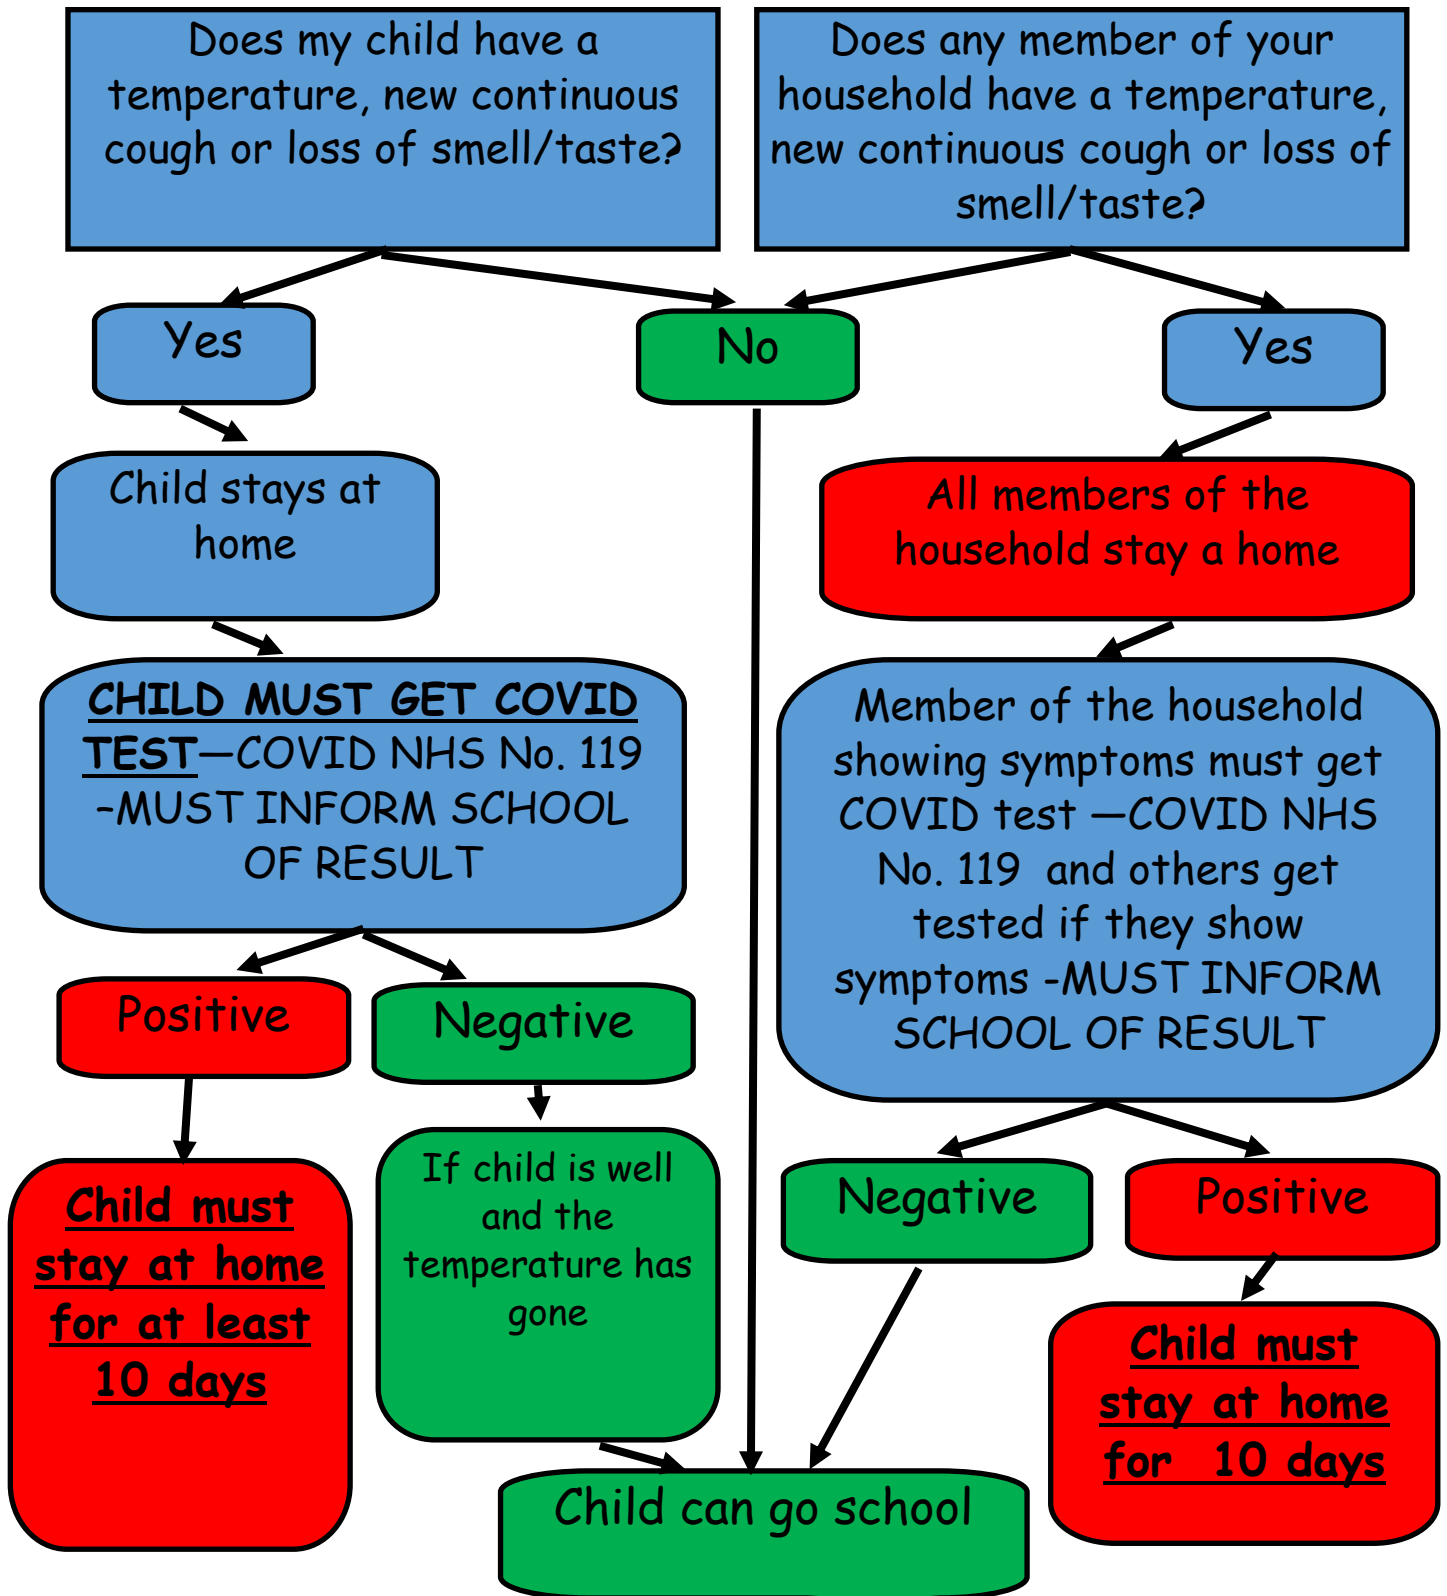 Does my child have a
temperature, new continuous
cough or loss of smell/taste?
Does any member of your
household have a temperature,
new continuous cough or loss of
smell/taste?
Yes
No
Yes
Child stays at
home
All members of the
household stay a home
CHILD MUST GET COVID
TEST—COVID NHS No. 119
-MUST INFORM SCHOOL
OF RESULT
Member of the household
showing symptoms must get
COVID test —COVID NHS
No. 119 and others get
tested if they show
symptoms -MUST INFORM
SCHOOL OF RESULT
Positive
Negative
Negative
Positive
Child must
stay at home
for at least
10 days
If child is well
and the
temperature has
gone
Child must
stay at home
for 10 days
Child can go school